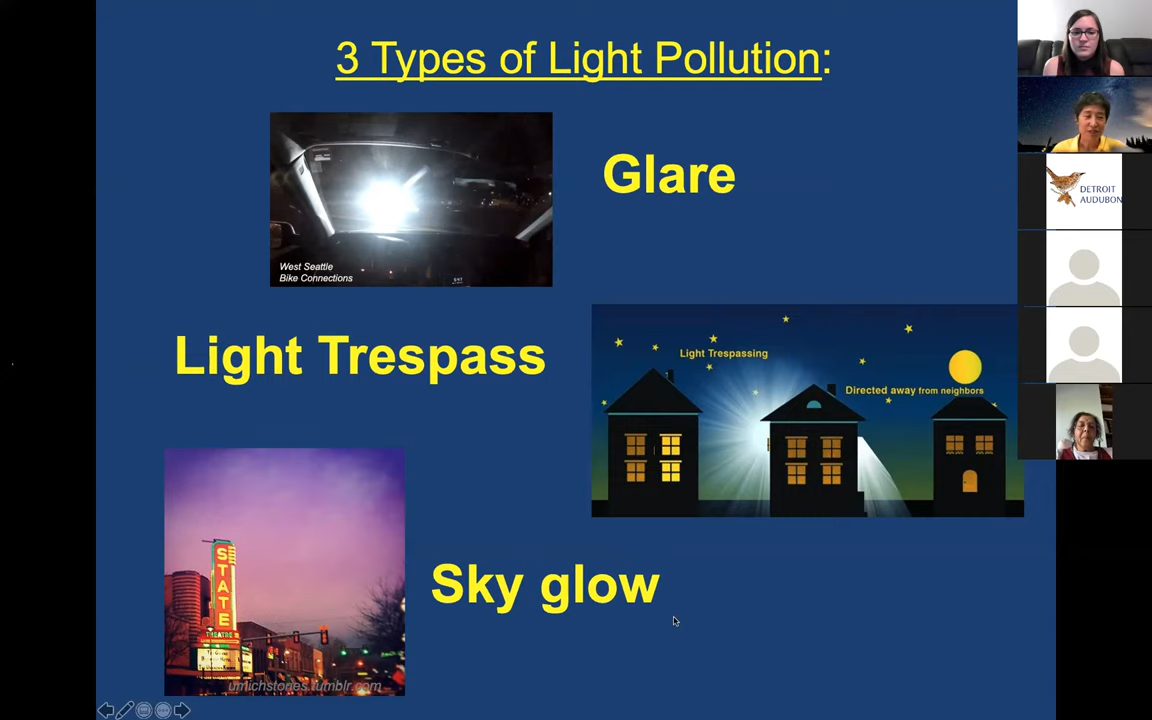 3 Types of Light Pollution:
West Seattle
Bike Connections
Glare
DETROIT
AUDUBON
Light Trespass
Light Trespassing
Directed away from neighbors
STATE
THEATRE
Sky glow
umichstories.tumblr.com